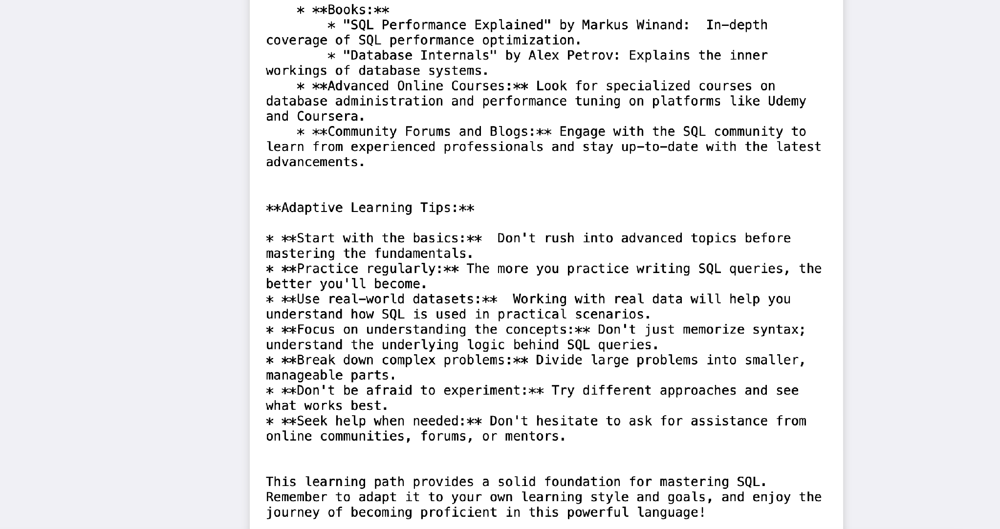 * **Books:**
* "SQL Performance Explained" by Markus Winand:  In-depth
coverage of SQL performance optimization.
* "Database Internals" by Alex Petrov: Explains the inner
workings of database systems.
* **Advanced Online Courses:** Look for specialized courses on
database administration and performance tuning on platforms like Udemy
and Coursera.
* **Community Forums and Blogs:** Engage with the SQL community to
learn from experienced professionals and stay up-to-date with the latest
advancements.
**Adaptive Learning Tips:**
* **Start with the basics:**  Don't rush into advanced topics before
mastering the fundamentals.
* **Practice regularly:** The more you practice writing SQL queries, the
better you'll become.
* **Use real-world datasets:**  Working with real data will help you
understand how SQL is used in practical scenarios.
* **Focus on understanding the concepts:** Don't just memorize syntax;
understand the underlying logic behind SQL queries.
* **Break down complex problems:** Divide large problems into smaller,
manageable parts.
* **Don't be afraid to experiment:** Try different approaches and see
what works best.
* **Seek help when needed:** Don't hesitate to ask for assistance from
online communities, forums, or mentors.
This learning path provides a solid foundation for mastering SQL.
Remember to adapt it to your own learning style and goals, and enjoy the
journey of becoming proficient in this powerful language!